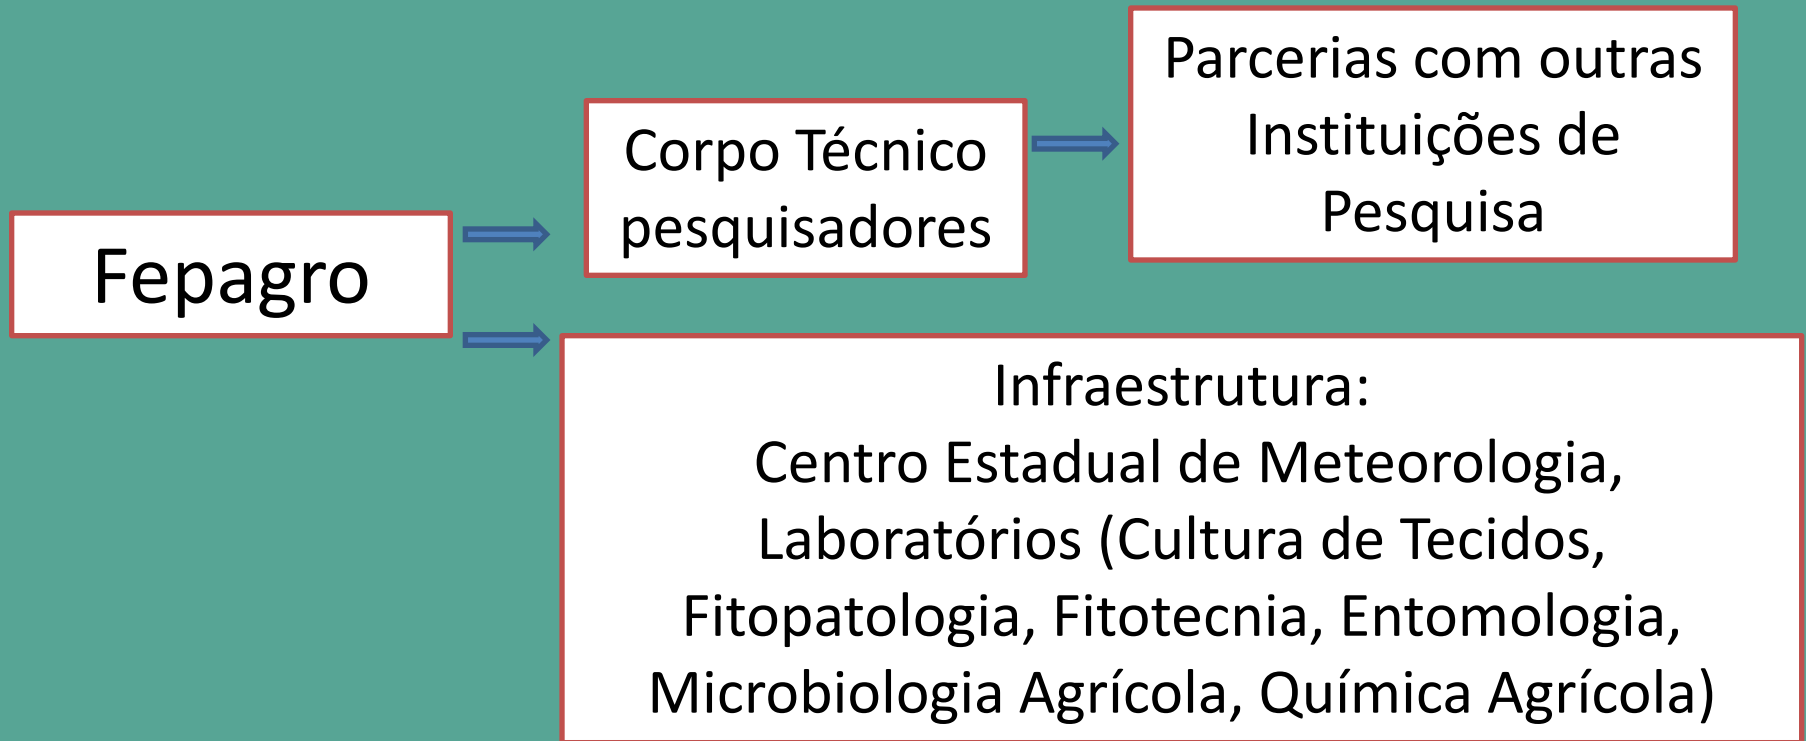 Fepagro
Corpo Técnico
pesquisadores
Parcerias com outras
Instituições de
Pesquisa
Infraestrutura:
Centro Estadual de Meteorologia,
Laboratórios (Cultura de Tecidos,
Fitopatologia, Fitotecnia, Entomologia,
Microbiologia Agrícola, Química Agrícola)